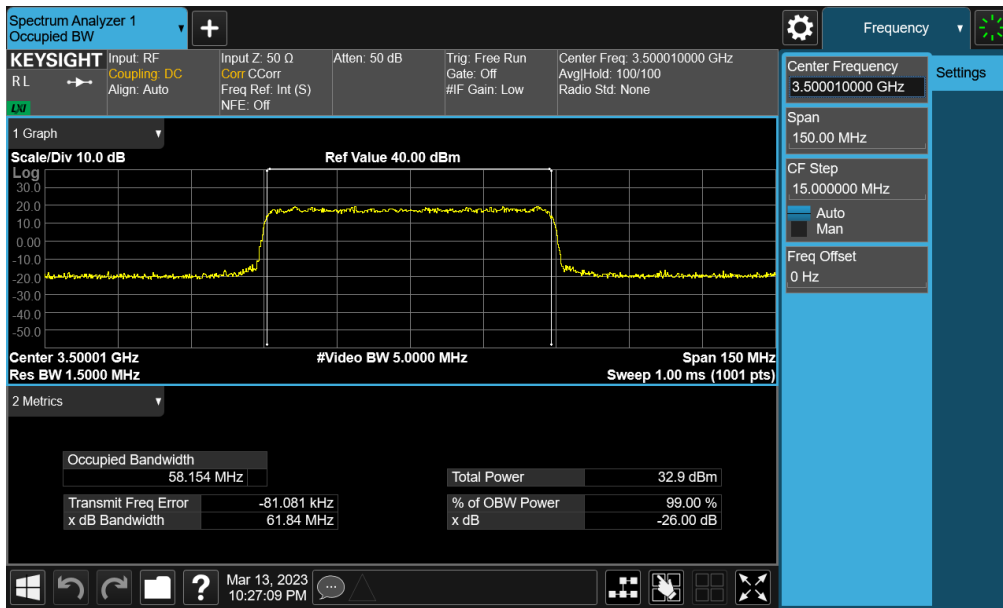 Spectrum Analyzer 1
Occupied BW
Frequency
KEYSIGHT
R L
LXI
Input: RF
Coupling: DC
Align: Auto
Input Z: 50 Ω
Corr CCorr
Freq Ref: Int (S)
NFE: Off
Atten: 50 dB
Trig: Free Run
Gate: Off
#IF Gain: Low
Center Freq: 3.500010000 GHz
Avg|Hold: 100/100
Radio Std: None
Center Frequency
3.500010000 GHz
Settings
Span
150.00 MHz
CF Step
15.000000 MHz
Auto
Man
Freq Offset
0 Hz
1 Graph
Scale/Div 10.0 dB
Ref Value 40.00 dBm
Log
30.0
20.0
10.0
0.00
-10.0
-20.0
-30.0
-40.0
-50.0
Center 3.50001 GHz
#Video BW 5.0000 MHz
Span 150 MHz
Res BW 1.5000 MHz
Sweep 1.00 ms (1001 pts)
2 Metrics
Occupied Bandwidth
58.154 MHz
Total Power 32.9 dBm
Transmit Freq Error -81.081 kHz
% of OBW Power 99.00 %
x dB Bandwidth 61.84 MHz
x dB -26.00 dB
?
Mar 13, 2023
10:27:09 PM